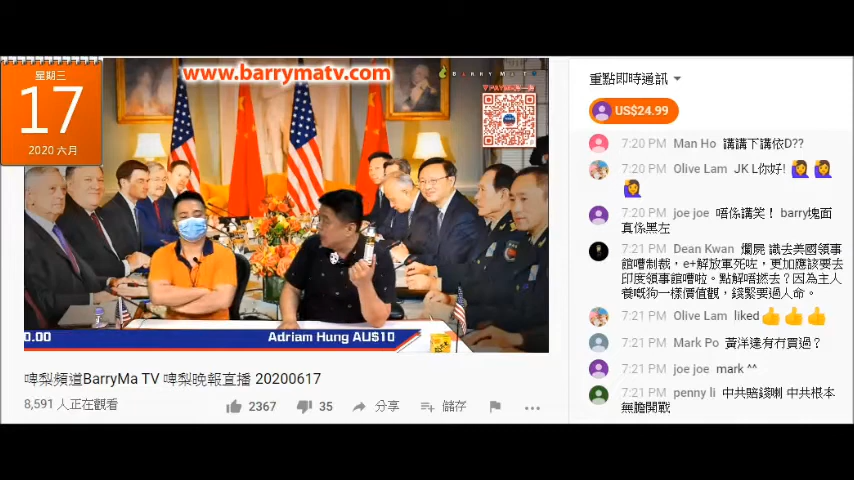 星期三
17
2020 六月
www.barrymatv.com
BARRYMATV
0.00
Adriam Hung AU$10
啤梨頻道BarryMa TV 啤梨晚報直播 20200617
8,591 人正在觀看
2367
35
分享
儲存
重點即時通訊
US$24.99
7:20 PM Man Ho 講講下講依D??
7:20 PM Olive Lam JK L你好! 🙋‍♀️🙋‍♀️
🙋‍♀️
7:20 PM joe joe 唔係講笑！ barry塊面
真係黑左
7:21 PM Dean Kwan 爛屍 識去美國領事
館嘈制裁，e+解放軍死咗，更加應該要去
印度領事館嘈啦。點解唔撚去？因為主人
養嘅狗一樣價值觀，錢緊要過人命。
7:21 PM Olive Lam liked👍👍👍
7:21 PM Mark Po 黃洋達有冇買過？
7:21 PM joe joe mark ^^
7:21 PM penny li 中共賠錢喇 中共根本
無膽開戰